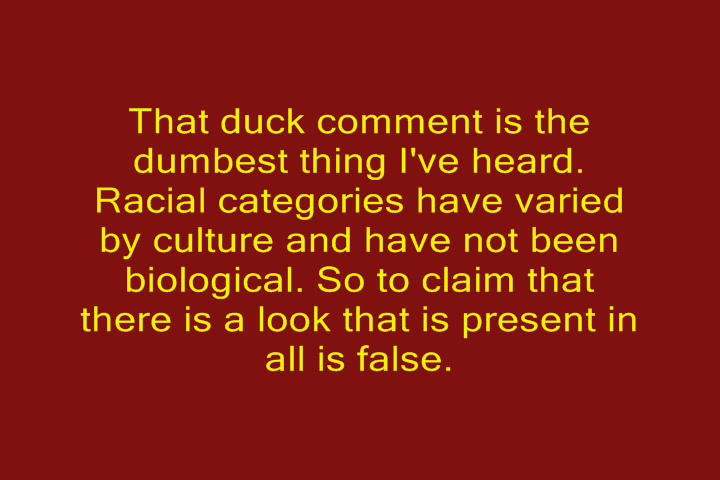 That duck comment is the
dumbest thing I've heard.
Racial categories have varied
by culture and have not been
biological. So to claim that
there is a look that is present in
all is false.